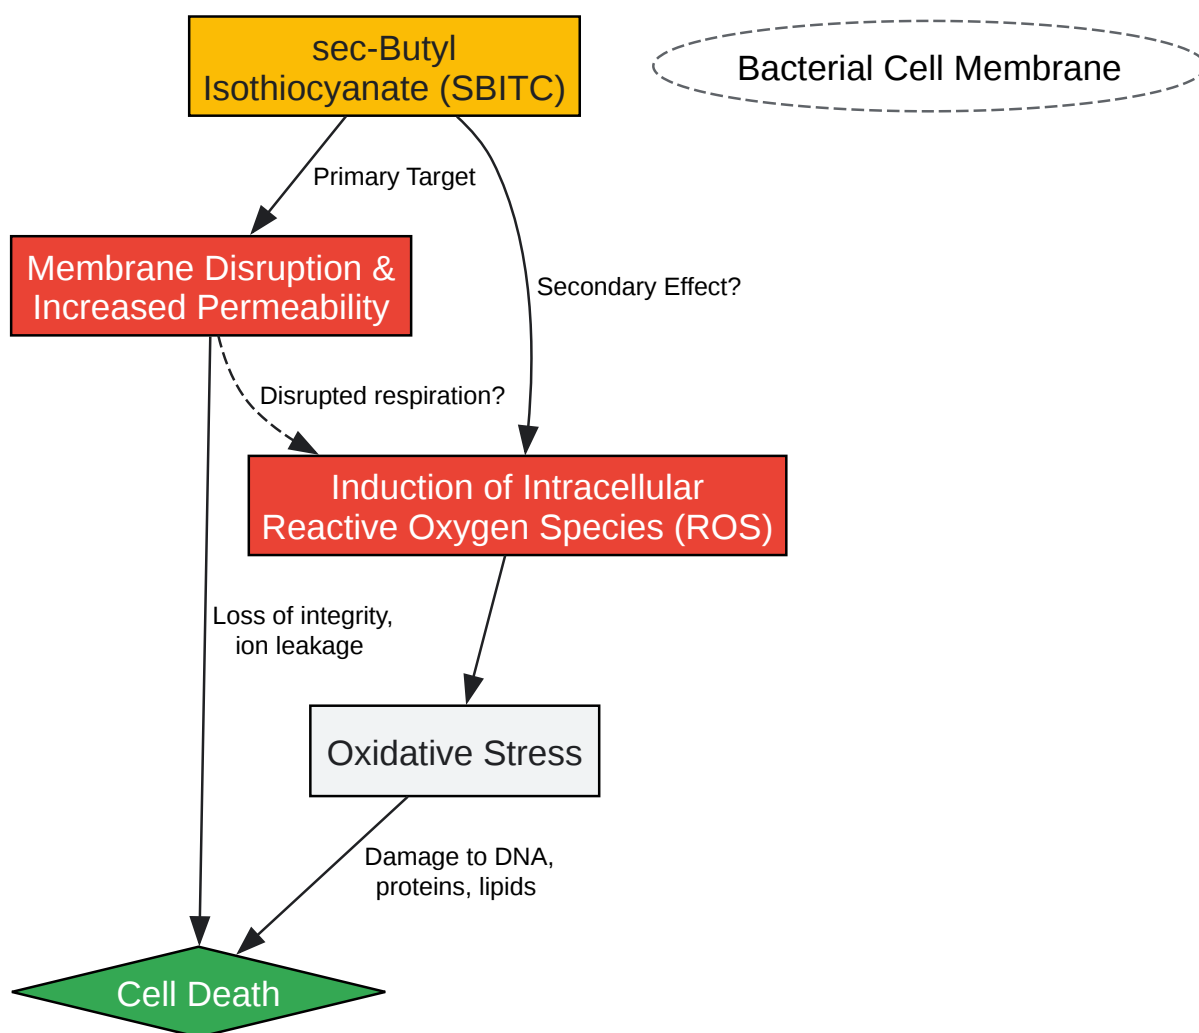 sec-Butyl
Isothiocyanate (SBITC)
Bacterial Cell Membrane
Primary Target
Membrane Disruption &
Increased Permeability
Secondary Effect?
Disrupted respiration?
Induction of Intracellular
Reactive Oxygen Species (ROS)
Loss of integrity,
ion leakage
Oxidative Stress
Damage to DNA,
proteins, lipids
Cell Death